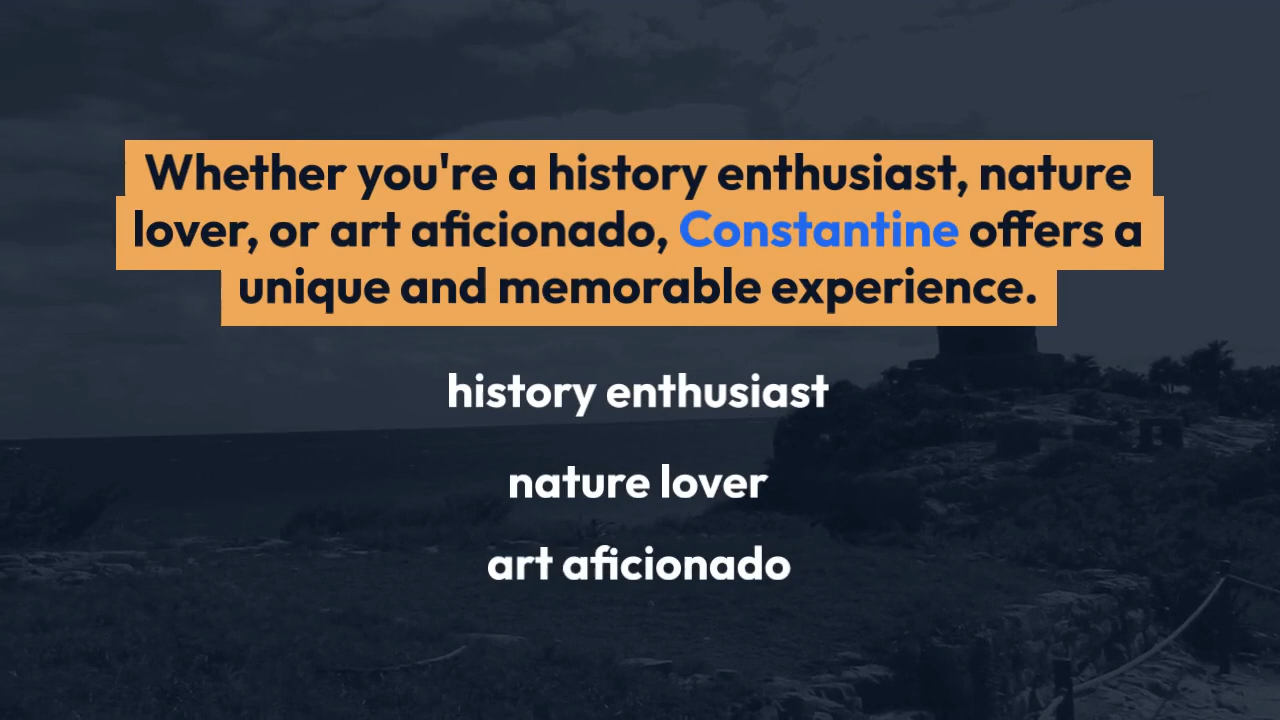 Whether you're a history enthusiast, nature
lover, or art aficionado, Constantine offers a
unique and memorable experience.
history enthusiast
nature lover
art aficionado